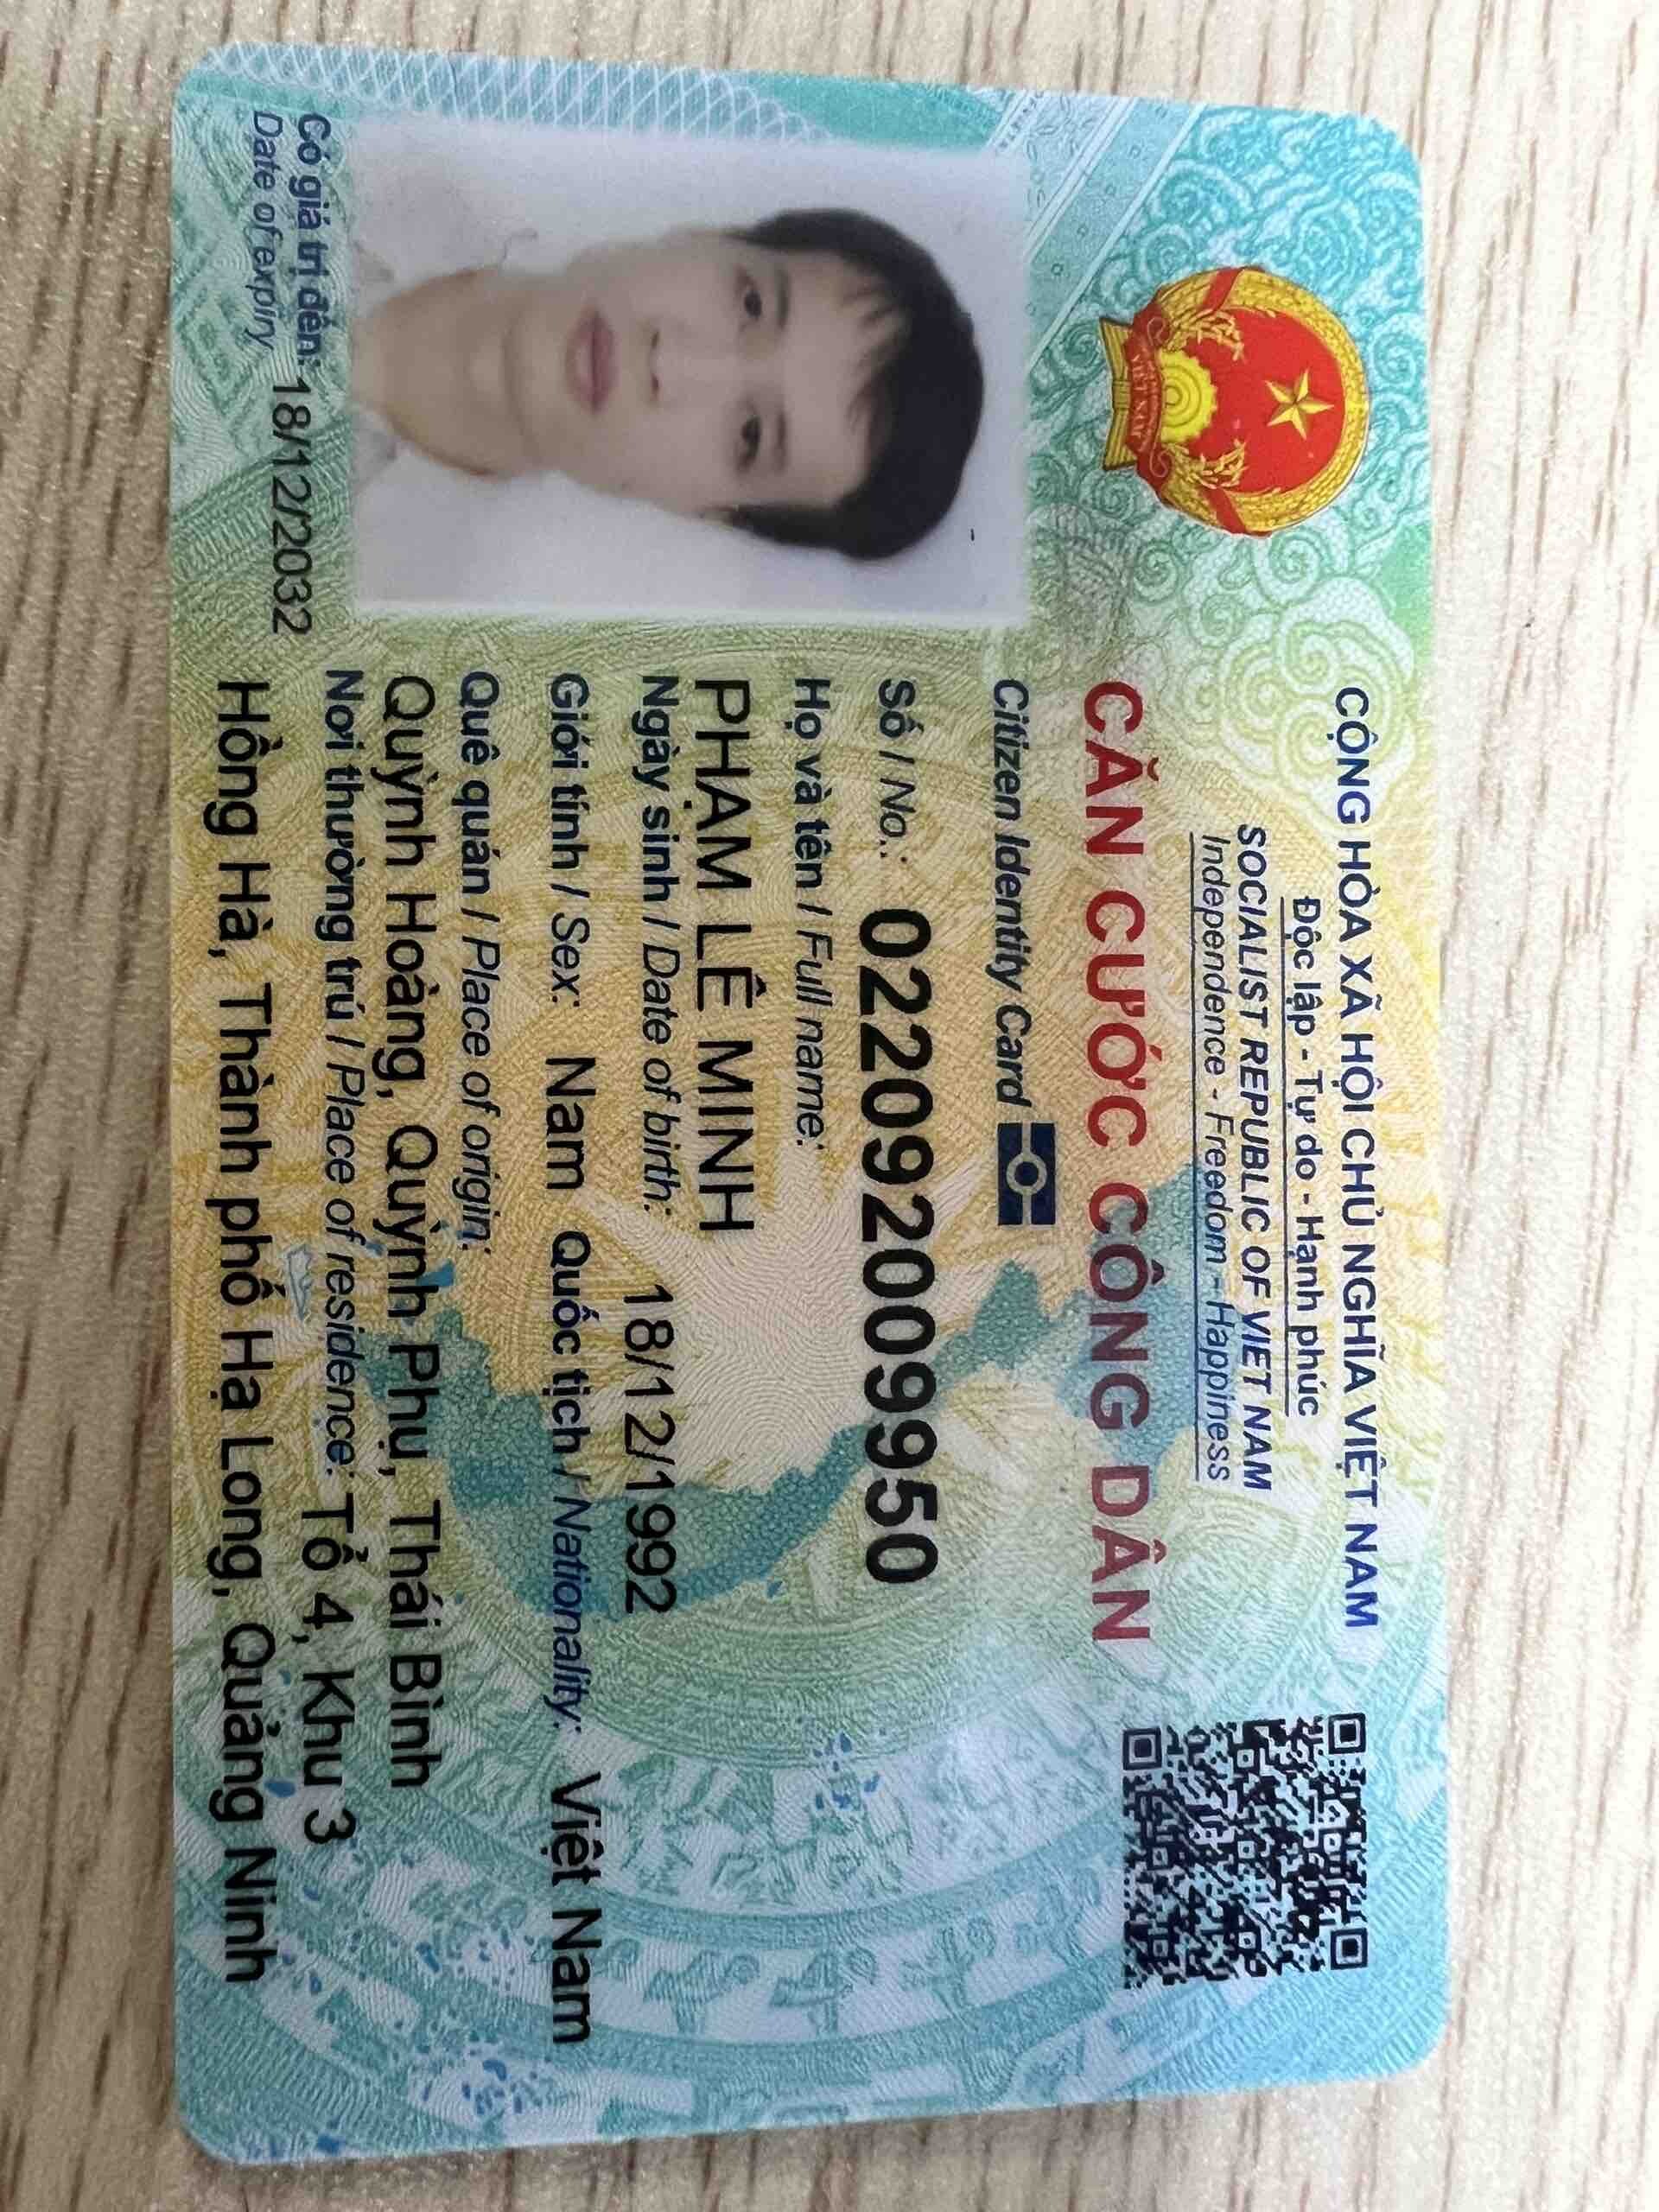 CỘNG HÒA XÃ HỘI CHỦ NGHĨA VIỆT NAM
Độc lập - Tự do - Hạnh phúc
SOCIALIST REPUBLIC OF VIET NAM
Independence - Freedom - Happiness
CĂN CƯỚC CÔNG DÂN
Citizen Identity Card
Số / No.: 022092009950
Họ và tên / Full name:
PHẠM LÊ MINH
Ngày sinh / Date of birth: 18/12/1992
Giới tính / Sex: Nam Quốc tịch / Nationality: Việt Nam
Quê quán / Place of origin:
Quỳnh Hoàng, Quỳnh Phụ, Thái Bình
Nơi thường trú / Place of residence: Tổ 4, Khu 3
Hồng Hà, Thành phố Hạ Long, Quảng Ninh
Có giá trị đến: 18/12/2032
Date of expiry
VIỆT NAM